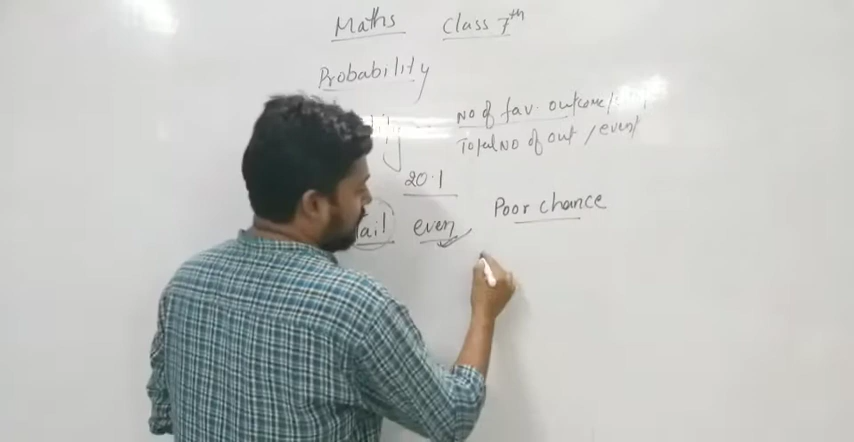 Maths Class 7th
Probability
No of fav. outcome/
Total No of out / event
20.1
Poor chance
even